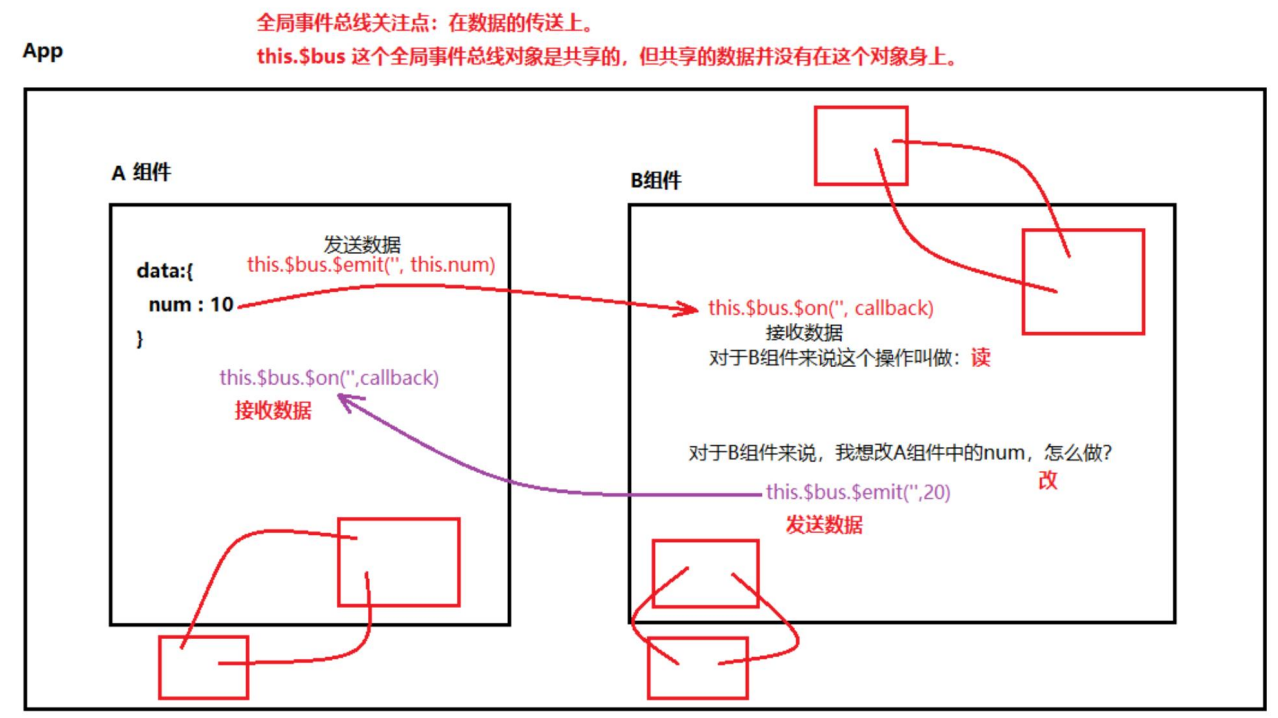 全局事件总线关注点：在数据的传送上。
App
this.$bus 这个全局事件总线对象是共享的，但共享的数据并没有在这个对象身上。
A 组件
B组件
发送数据
this.$bus.$emit('', this.num)
data:{
num : 10
}
this.$bus.$on('', callback)
接收数据
对于B组件来说这个操作叫做：读
this.$bus.$on('',callback)
接收数据
对于B组件来说，我想改A组件中的num，怎么做？
改
this.$bus.$emit('',20)
发送数据